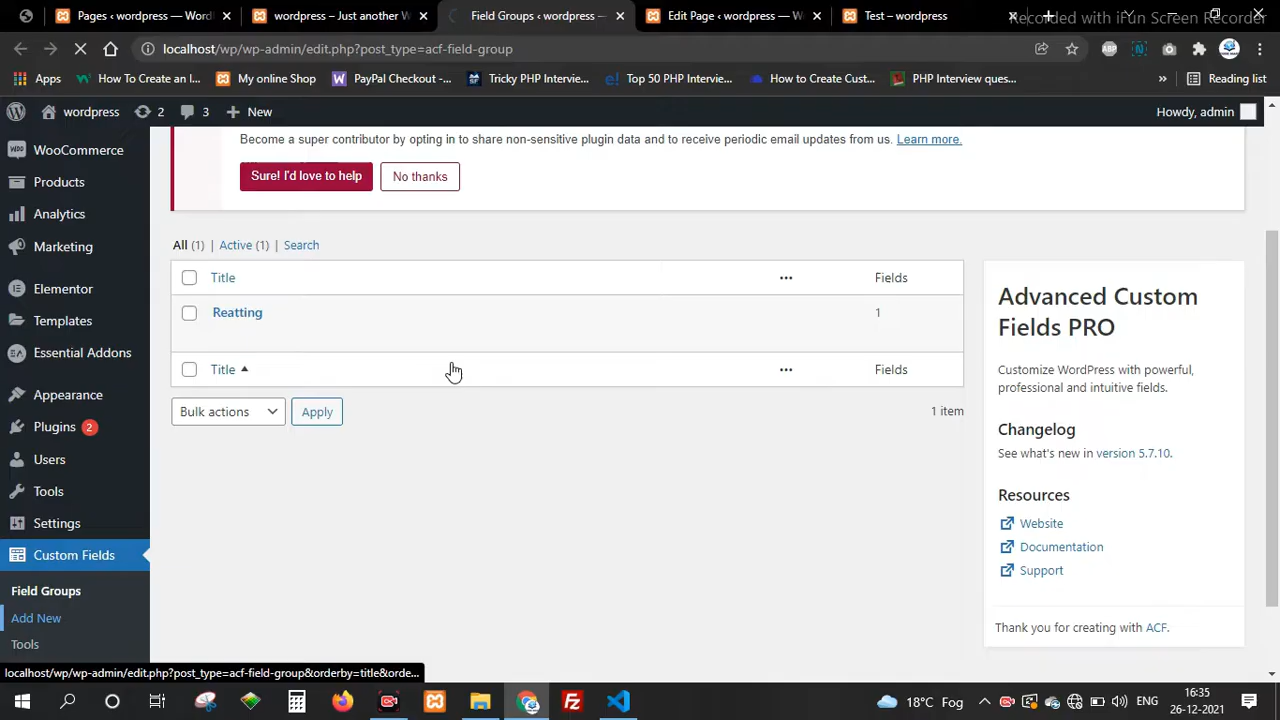 Pages ‹ wordpress — Word
wordpress – Just another W
Field Groups ‹ wordpress —
Edit Page ‹ wordpress — W
Test – wordpress
Recorded with iFun Screen Recorder
localhost/wp/wp-admin/edit.php?post_type=acf-field-group
Apps
How To Create an I...
My online Shop
PayPal Checkout -...
Tricky PHP Intervie...
Top 50 PHP Intervie...
How to Create Cust...
PHP Interview ques...
»
Reading list
wordpress
2
3
New
Howdy, admin
WooCommerce
Products
Analytics
Marketing
Elementor
Templates
Essential Addons
Appearance
Plugins 2
Users
Tools
Settings
Custom Fields
Field Groups
Add New
Tools
Become a super contributor by opting in to share non-sensitive plugin data and to receive periodic email updates from us. Learn more.
Sure! I'd love to help
No thanks
All (1) | Active (1) | Search
Title
Fields
Reatting
1
Title
Fields
Bulk actions
Apply
1 item
Advanced Custom
Fields PRO
Customize WordPress with powerful,
professional and intuitive fields.
Changelog
See what's new in version 5.7.10.
Resources
Website
Documentation
Support
Thank you for creating with ACF.
localhost/wp/wp-admin/edit.php?post_type=acf-field-group&orderby=title&orde...
18°C Fog
ENG
16:35
26-12-2021